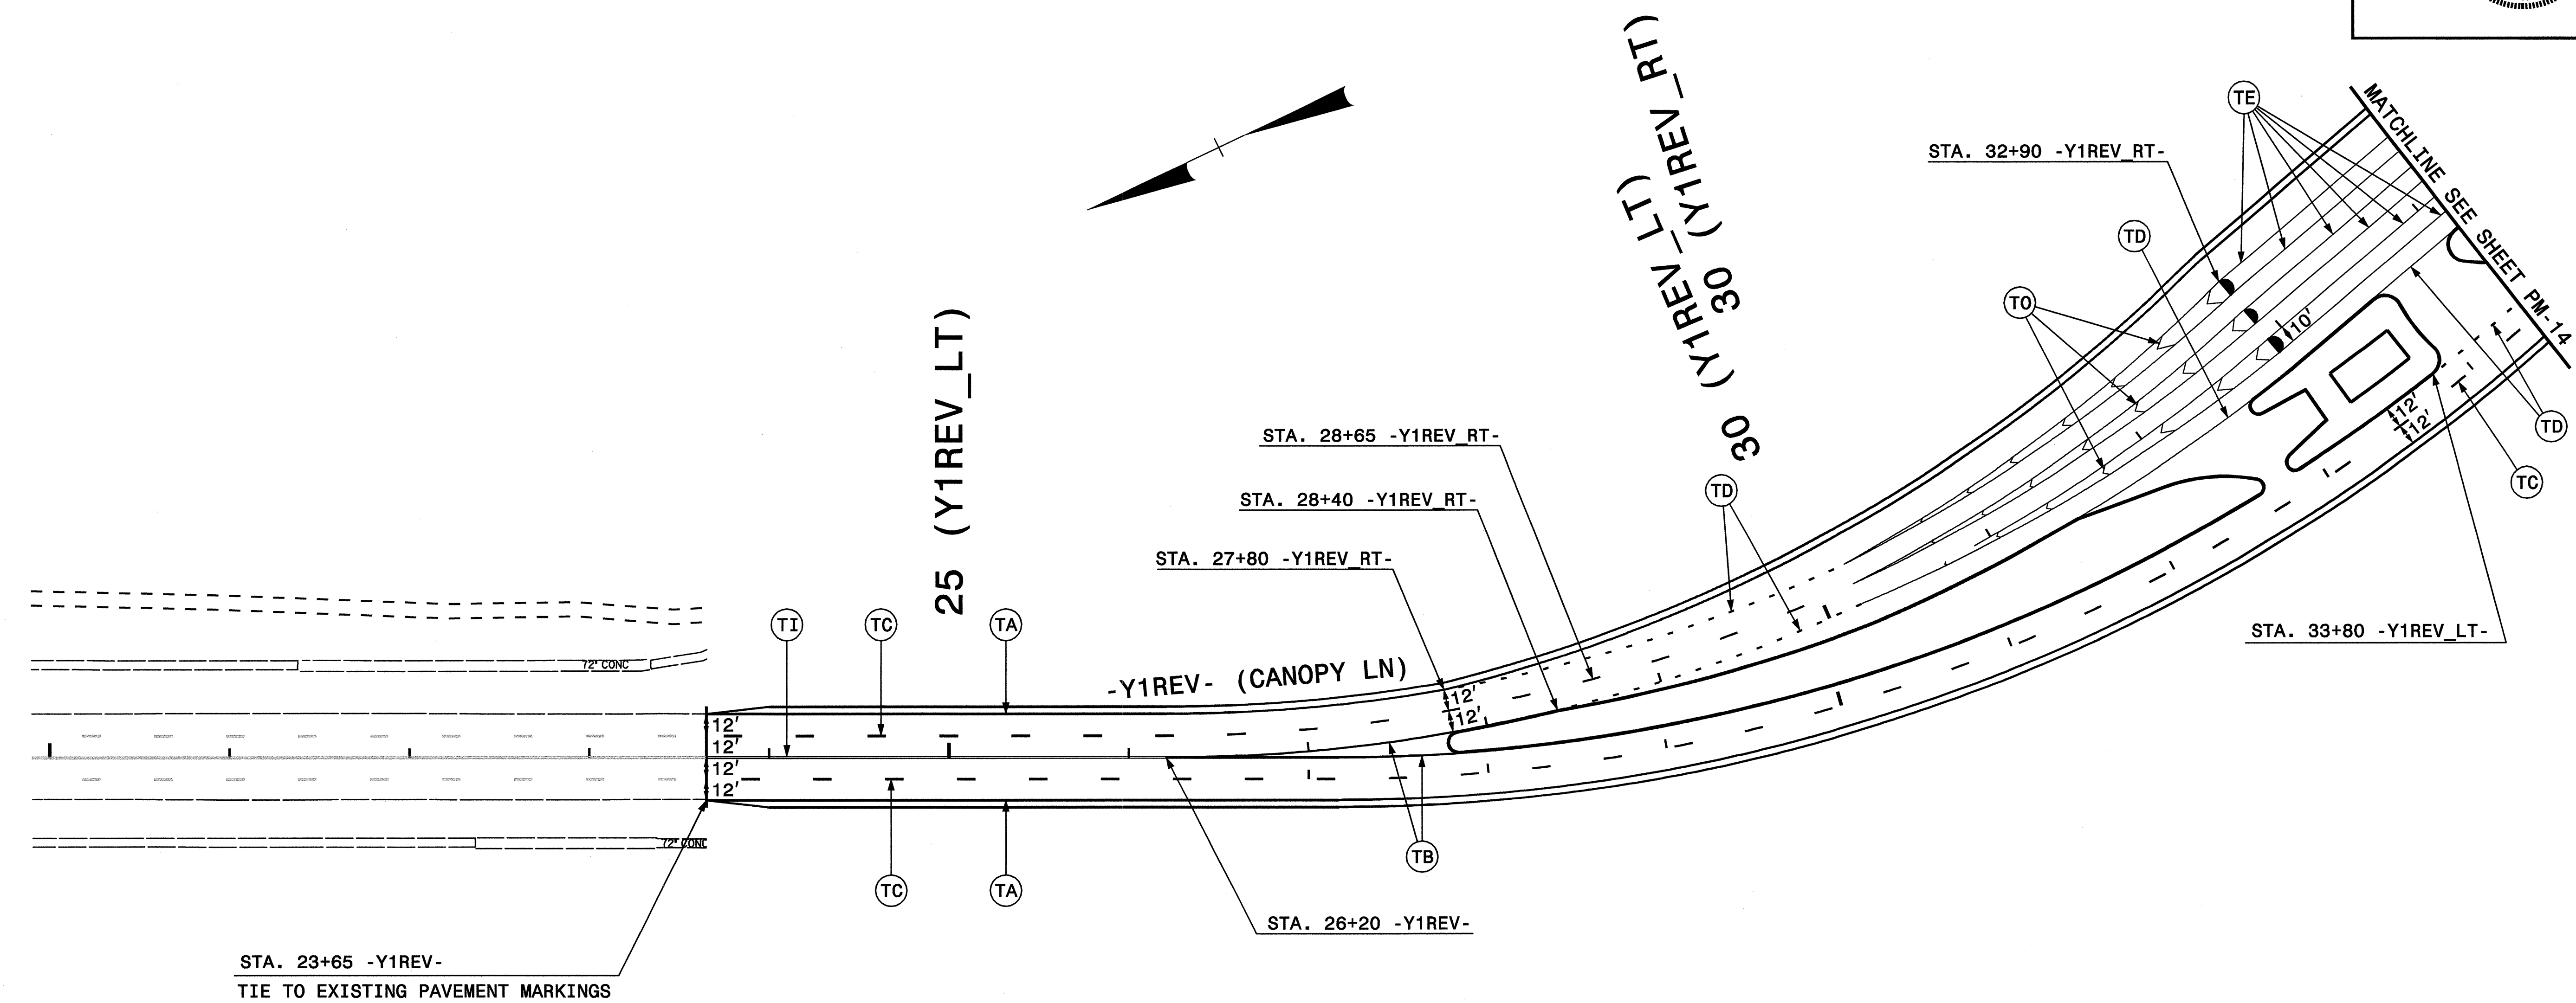 TE
MATCHLINE SEE SHEET PM-14
STA. 32+90 -Y1REV_RT-
TD
TO
10'
30 (Y1REV_LT)
30 (Y1REV_RT)
25 (Y1REV_LT)
STA. 28+65 -Y1REV_RT-
STA. 28+40 -Y1REV_RT-
STA. 27+80 -Y1REV_RT-
TD
12'
12'
TD
TC
STA. 33+80 -Y1REV_LT-
TI
TC
TA
72" CONC
-Y1REV- (CANOPY LN)
12'
12'
12'
12'
12'
12'
72" CONC
TB
TC
TA
STA. 26+20 -Y1REV-
STA. 23+65 -Y1REV-
TIE TO EXISTING PAVEMENT MARKINGS